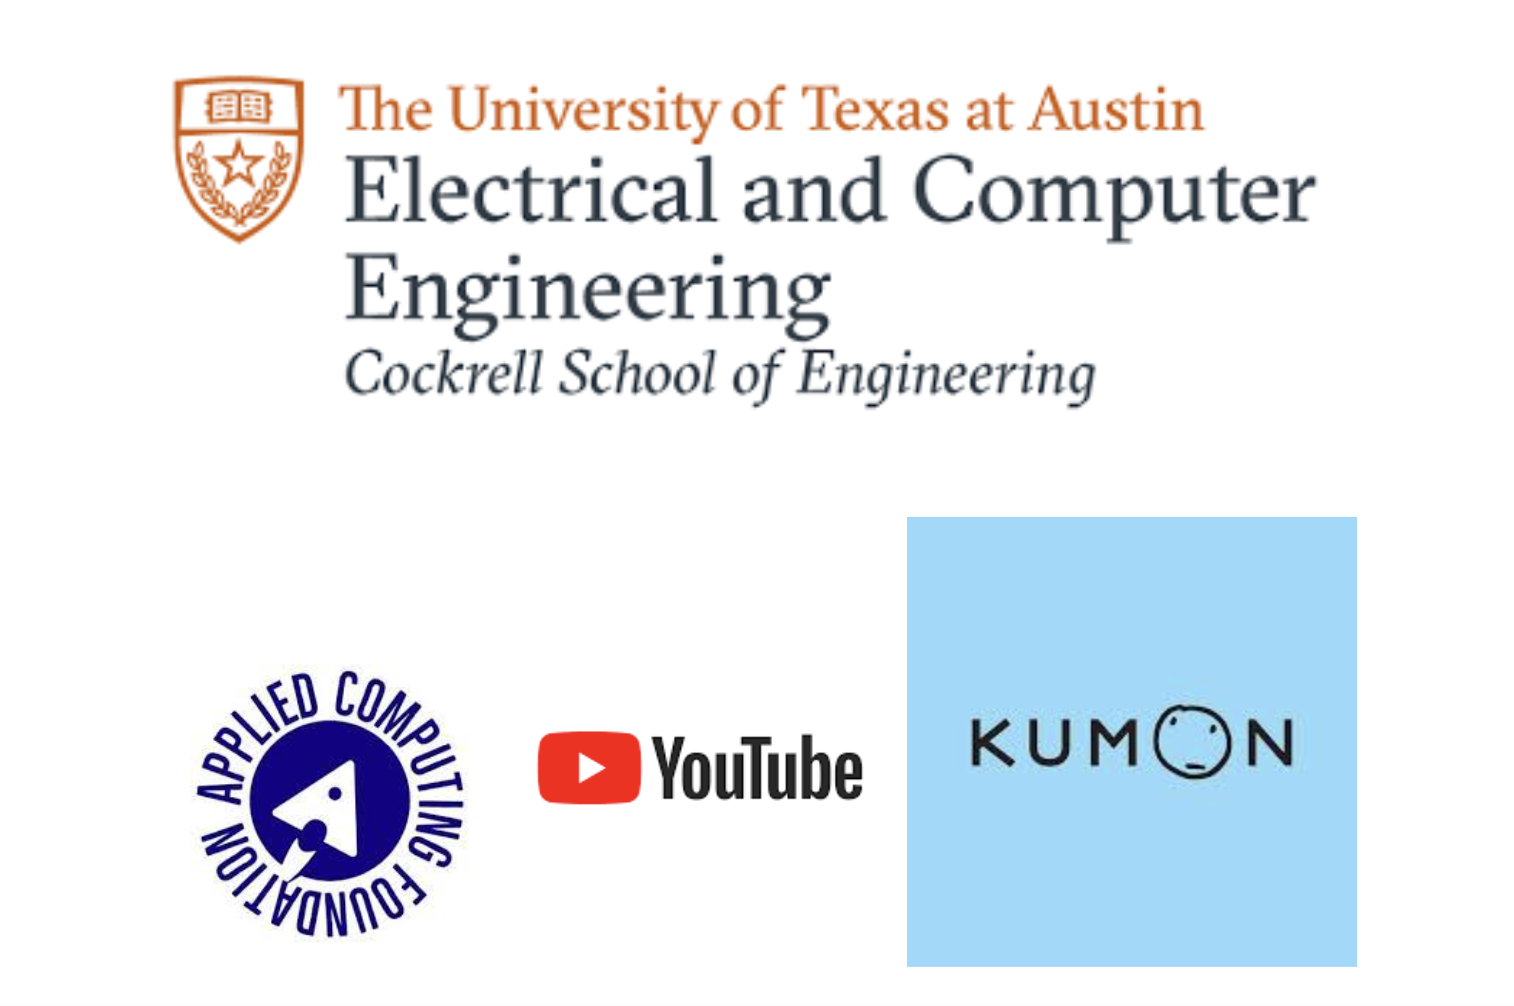 The University of Texas at Austin
Electrical and Computer
Engineering
Cockrell School of Engineering
APPLIED COMPUTING FOUNDATION
YouTube
KUMON